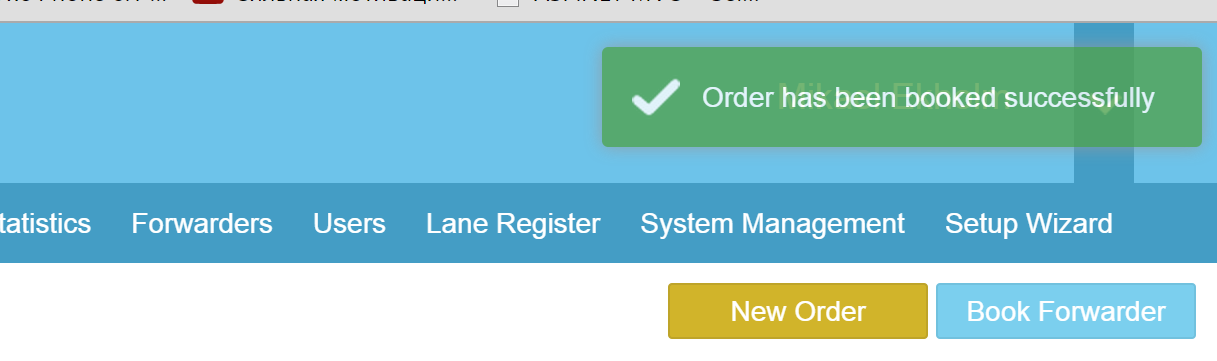 Order has been booked successfully
tatistics Forwarders Users Lane Register System Management Setup Wizard
New Order Book Forwarder